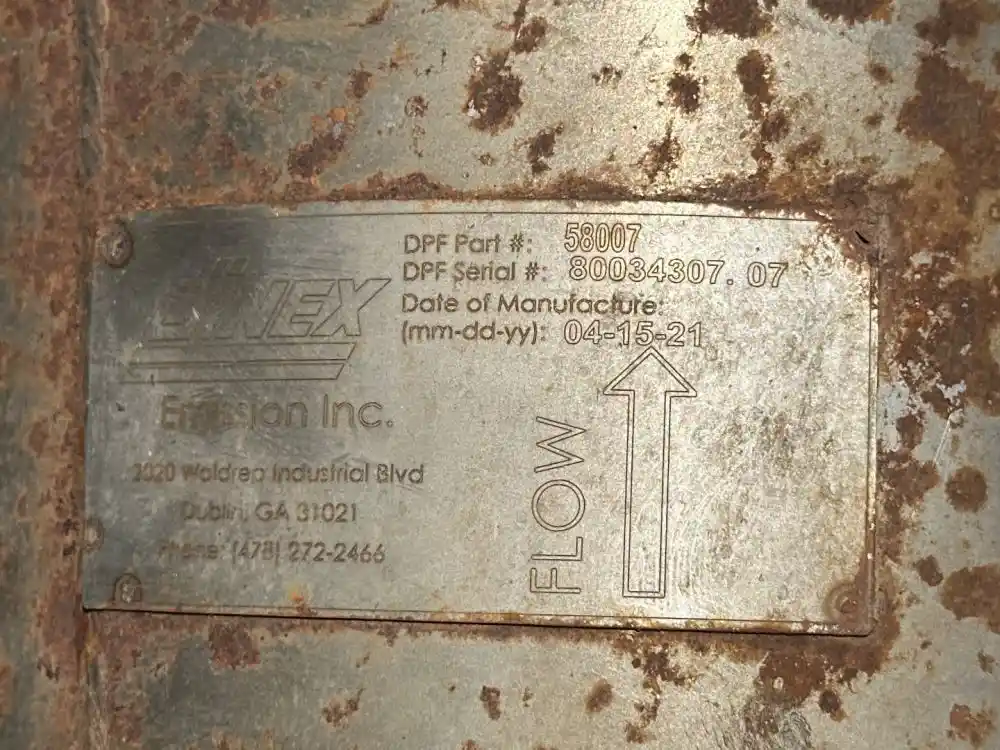 DINEX
Emission Inc.
2020 Waldrep Industrial Blvd
Dublin, GA 31021
Phone: (478) 272-2466
DPF Part #: 58007
DPF Serial #: 80034307.07
Date of Manufacture:
(mm-dd-yy): 04-15-21
FLOW